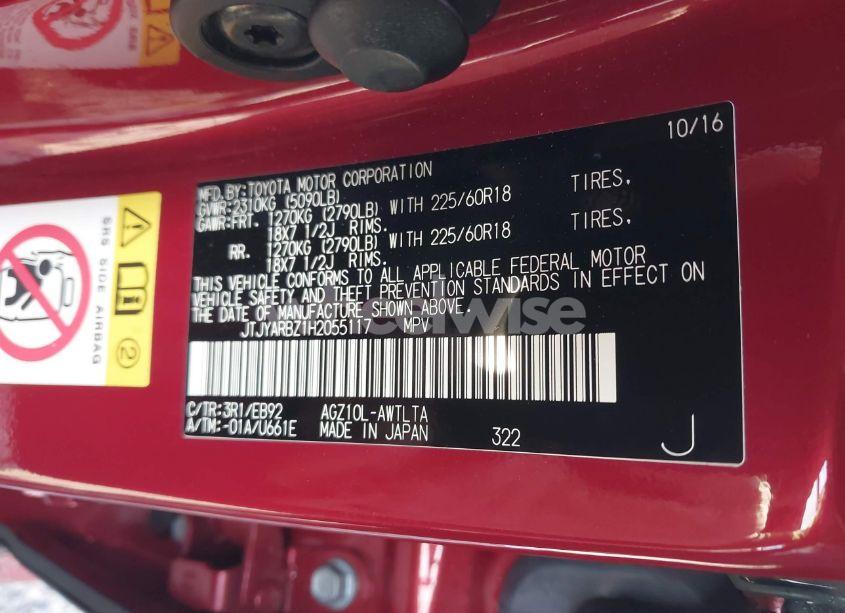 10/16
MFD.BY:TOYOTA MOTOR CORPORATION
GVWR:2310KG (5090LB)
GAWR:FRT. 1270KG (2790LB) WITH 225/60R18 TIRES,
18X7 1/2J RIMS.
RR. 1270KG (2790LB) WITH 225/60R18 TIRES,
18X7 1/2J RIMS.
THIS VEHICLE CONFORMS TO ALL APPLICABLE FEDERAL MOTOR
VEHICLE SAFETY AND THEFT PREVENTION STANDARDS IN EFFECT ON
THE DATE OF MANUFACTURE SHOWN ABOVE.
JTJYARBZ1H2055117 MPV
C/TR:3R1/EB92 AGZ10L-AWTLTA
A/TM:-01A/U661E MADE IN JAPAN 322 J
SRS SIDE AIRBAG
2